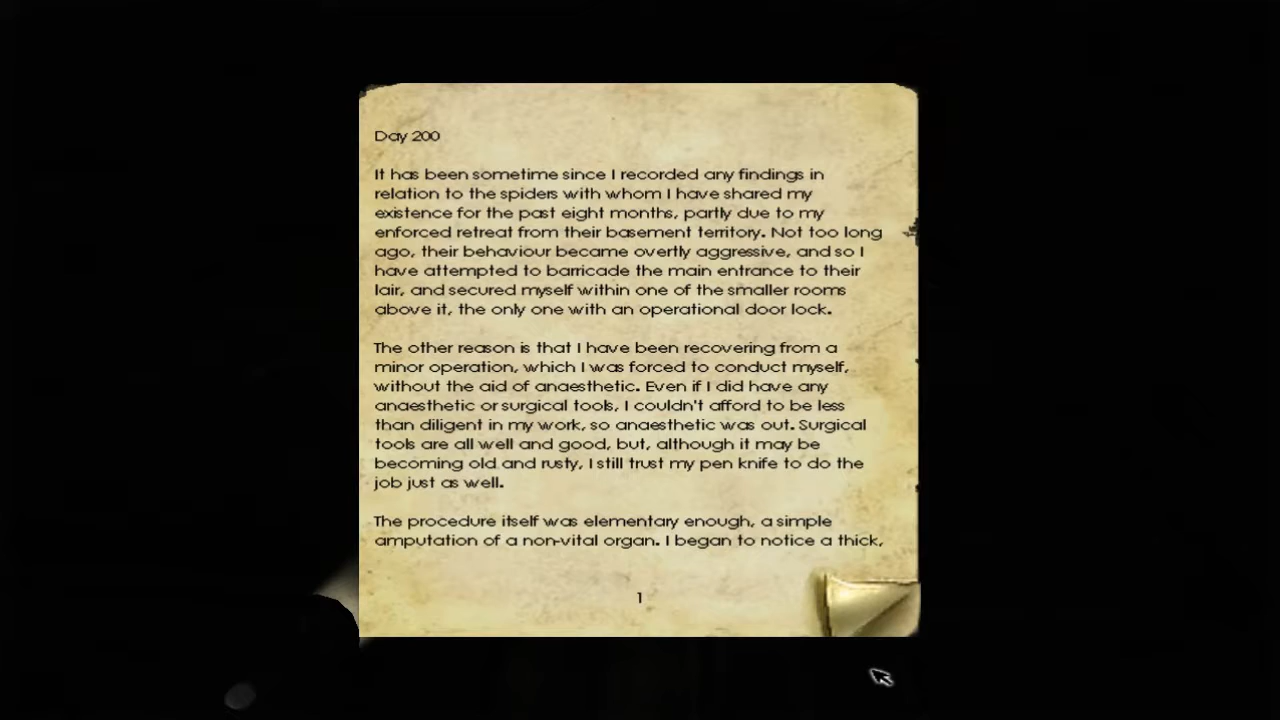 Day 200
It has been sometime since I recorded any findings in
relation to the spiders with whom I have shared my
existence for the past eight months, partly due to my
enforced retreat from their basement territory. Not too long
ago, their behaviour became overtly aggressive, and so I
have attempted to barricade the main entrance to their
lair, and secured myself within one of the smaller rooms
above it, the only one with an operational door lock.
The other reason is that I have been recovering from a
minor operation, which I was forced to conduct myself,
without the aid of anaesthetic. Even if I did have any
anaesthetic or surgical tools, I couldn't afford to be less
than diligent in my work, so anaesthetic was out. Surgical
tools are all well and good, but, although it may be
becoming old and rusty, I still trust my pen knife to do the
job just as well.
The procedure itself was elementary enough, a simple
amputation of a non-vital organ. I began to notice a thick,
1